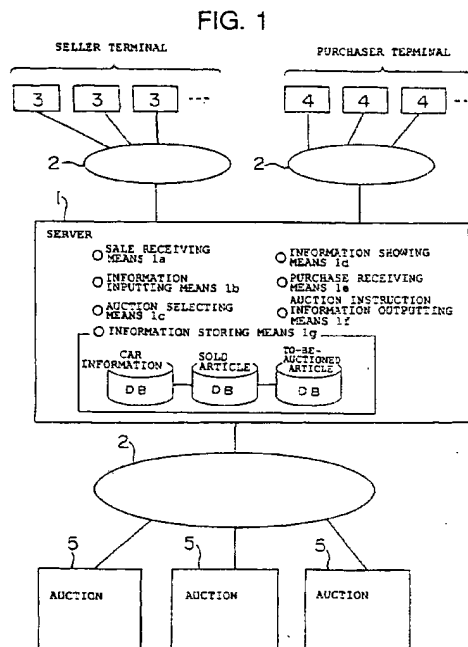 FIG. 1
SELLER TERMINAL
PURCHASER TEPMINAL
3 3 3 ---
4 4 4 ---
2
2
1
SERVER
SALE RECEIVING
MEANS 1a
INFORMATION
INPUTTING MEANS 1b
AUCTION SELECTING
MEANS 1c
INFORMATION SHOWING
MEANS 1d
PURCHASE RECEIVING
MEANS 1e
AUCTION INSTRUCTION
INFORMATION OUTPUTTING
MEANS 1f
INFORMATION STORING MEANS 1g
CAR
INFORMATION
SOLD
ARTICLE
TO-BE-
AUCTIONED
ARTICLE
DB
DB
DB
2
5
5
5
AUCTION
AUCTION
AUCTION